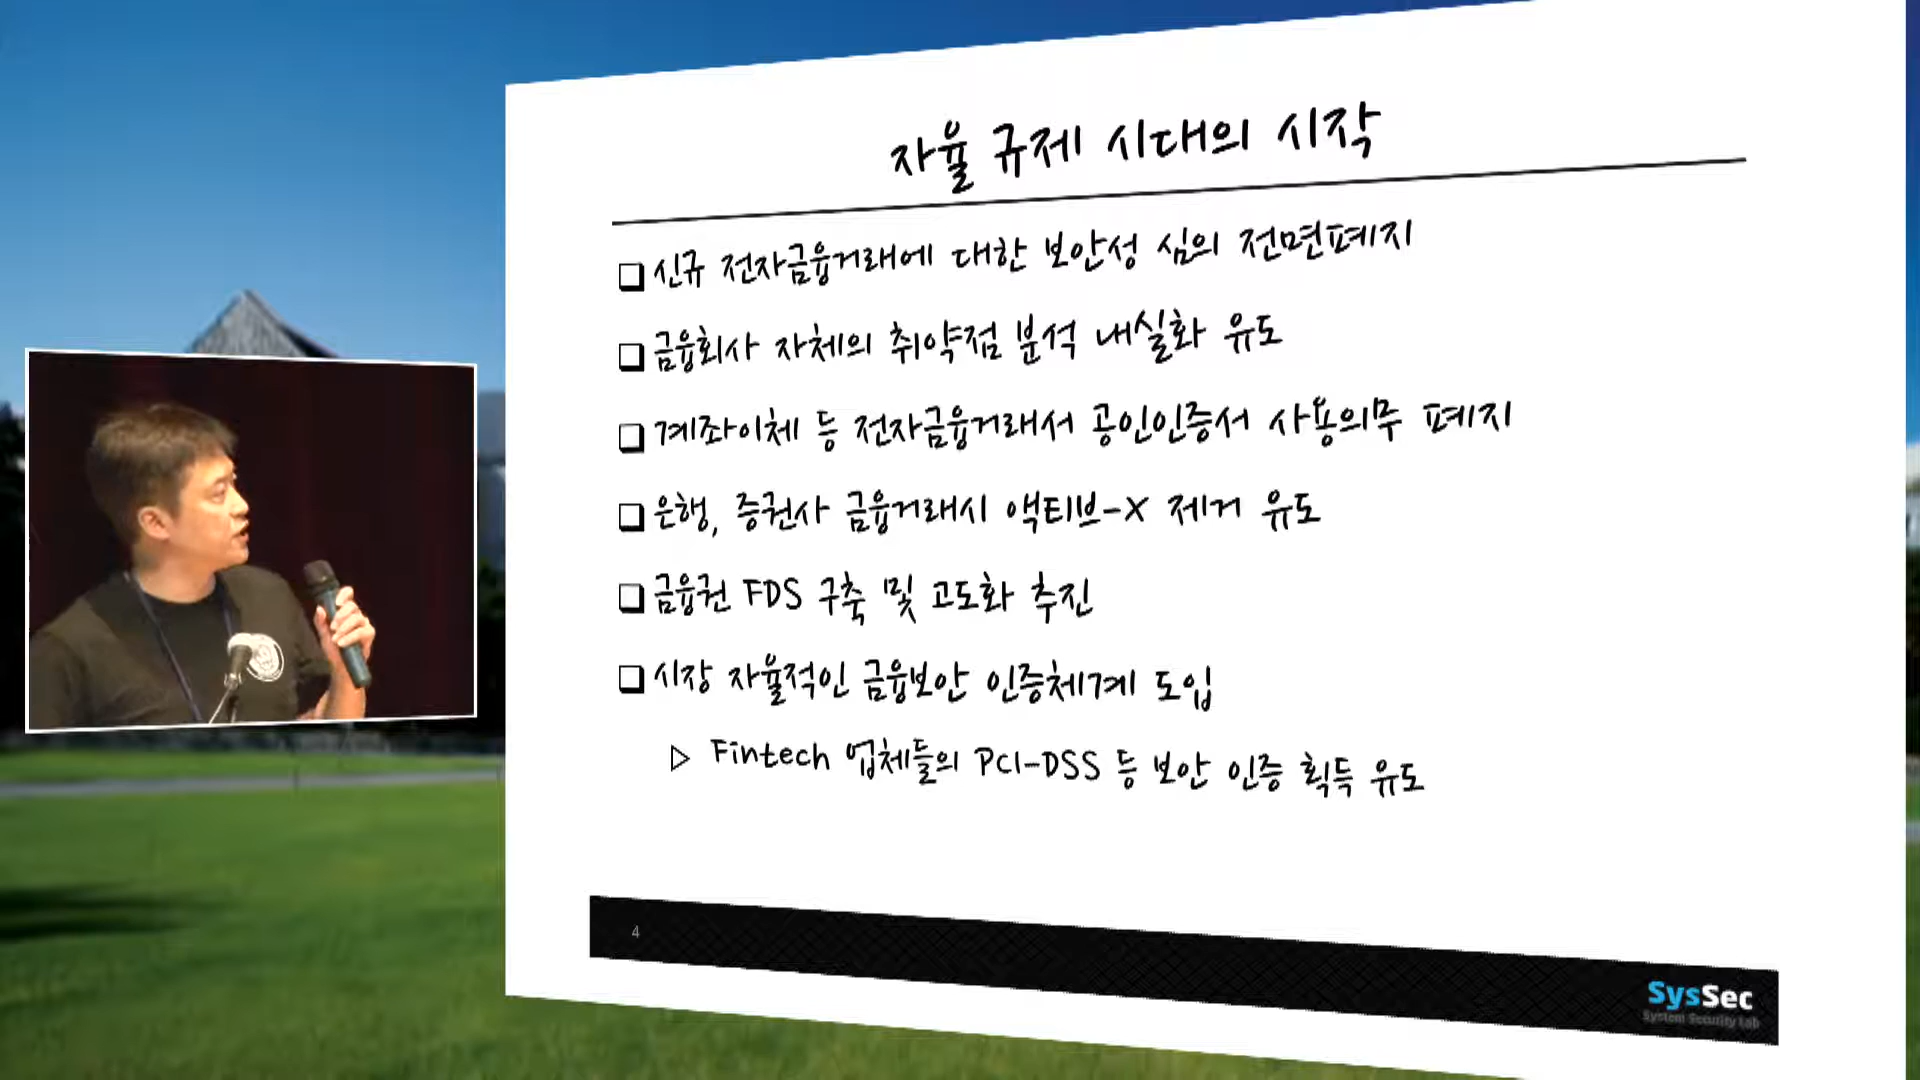 자율 규제 시대의 시작
신규 전자금융거래에 대한 보안성 심의 전면폐지
금융회사 자체의 취약점 분석 내실화 유도
계좌이체 등 전자금융거래서 공인인증서 사용의무 폐지
은행, 증권사 금융거래시 액티브-X 제거 유도
금융권 FDS 구축 및 고도화 추진
시장 자율적인 금융보안 인증체계 도입
Fintech 업체들의 PCI-DSS 등 보안 인증 획득 유도
4
SysSec
System Security Lab